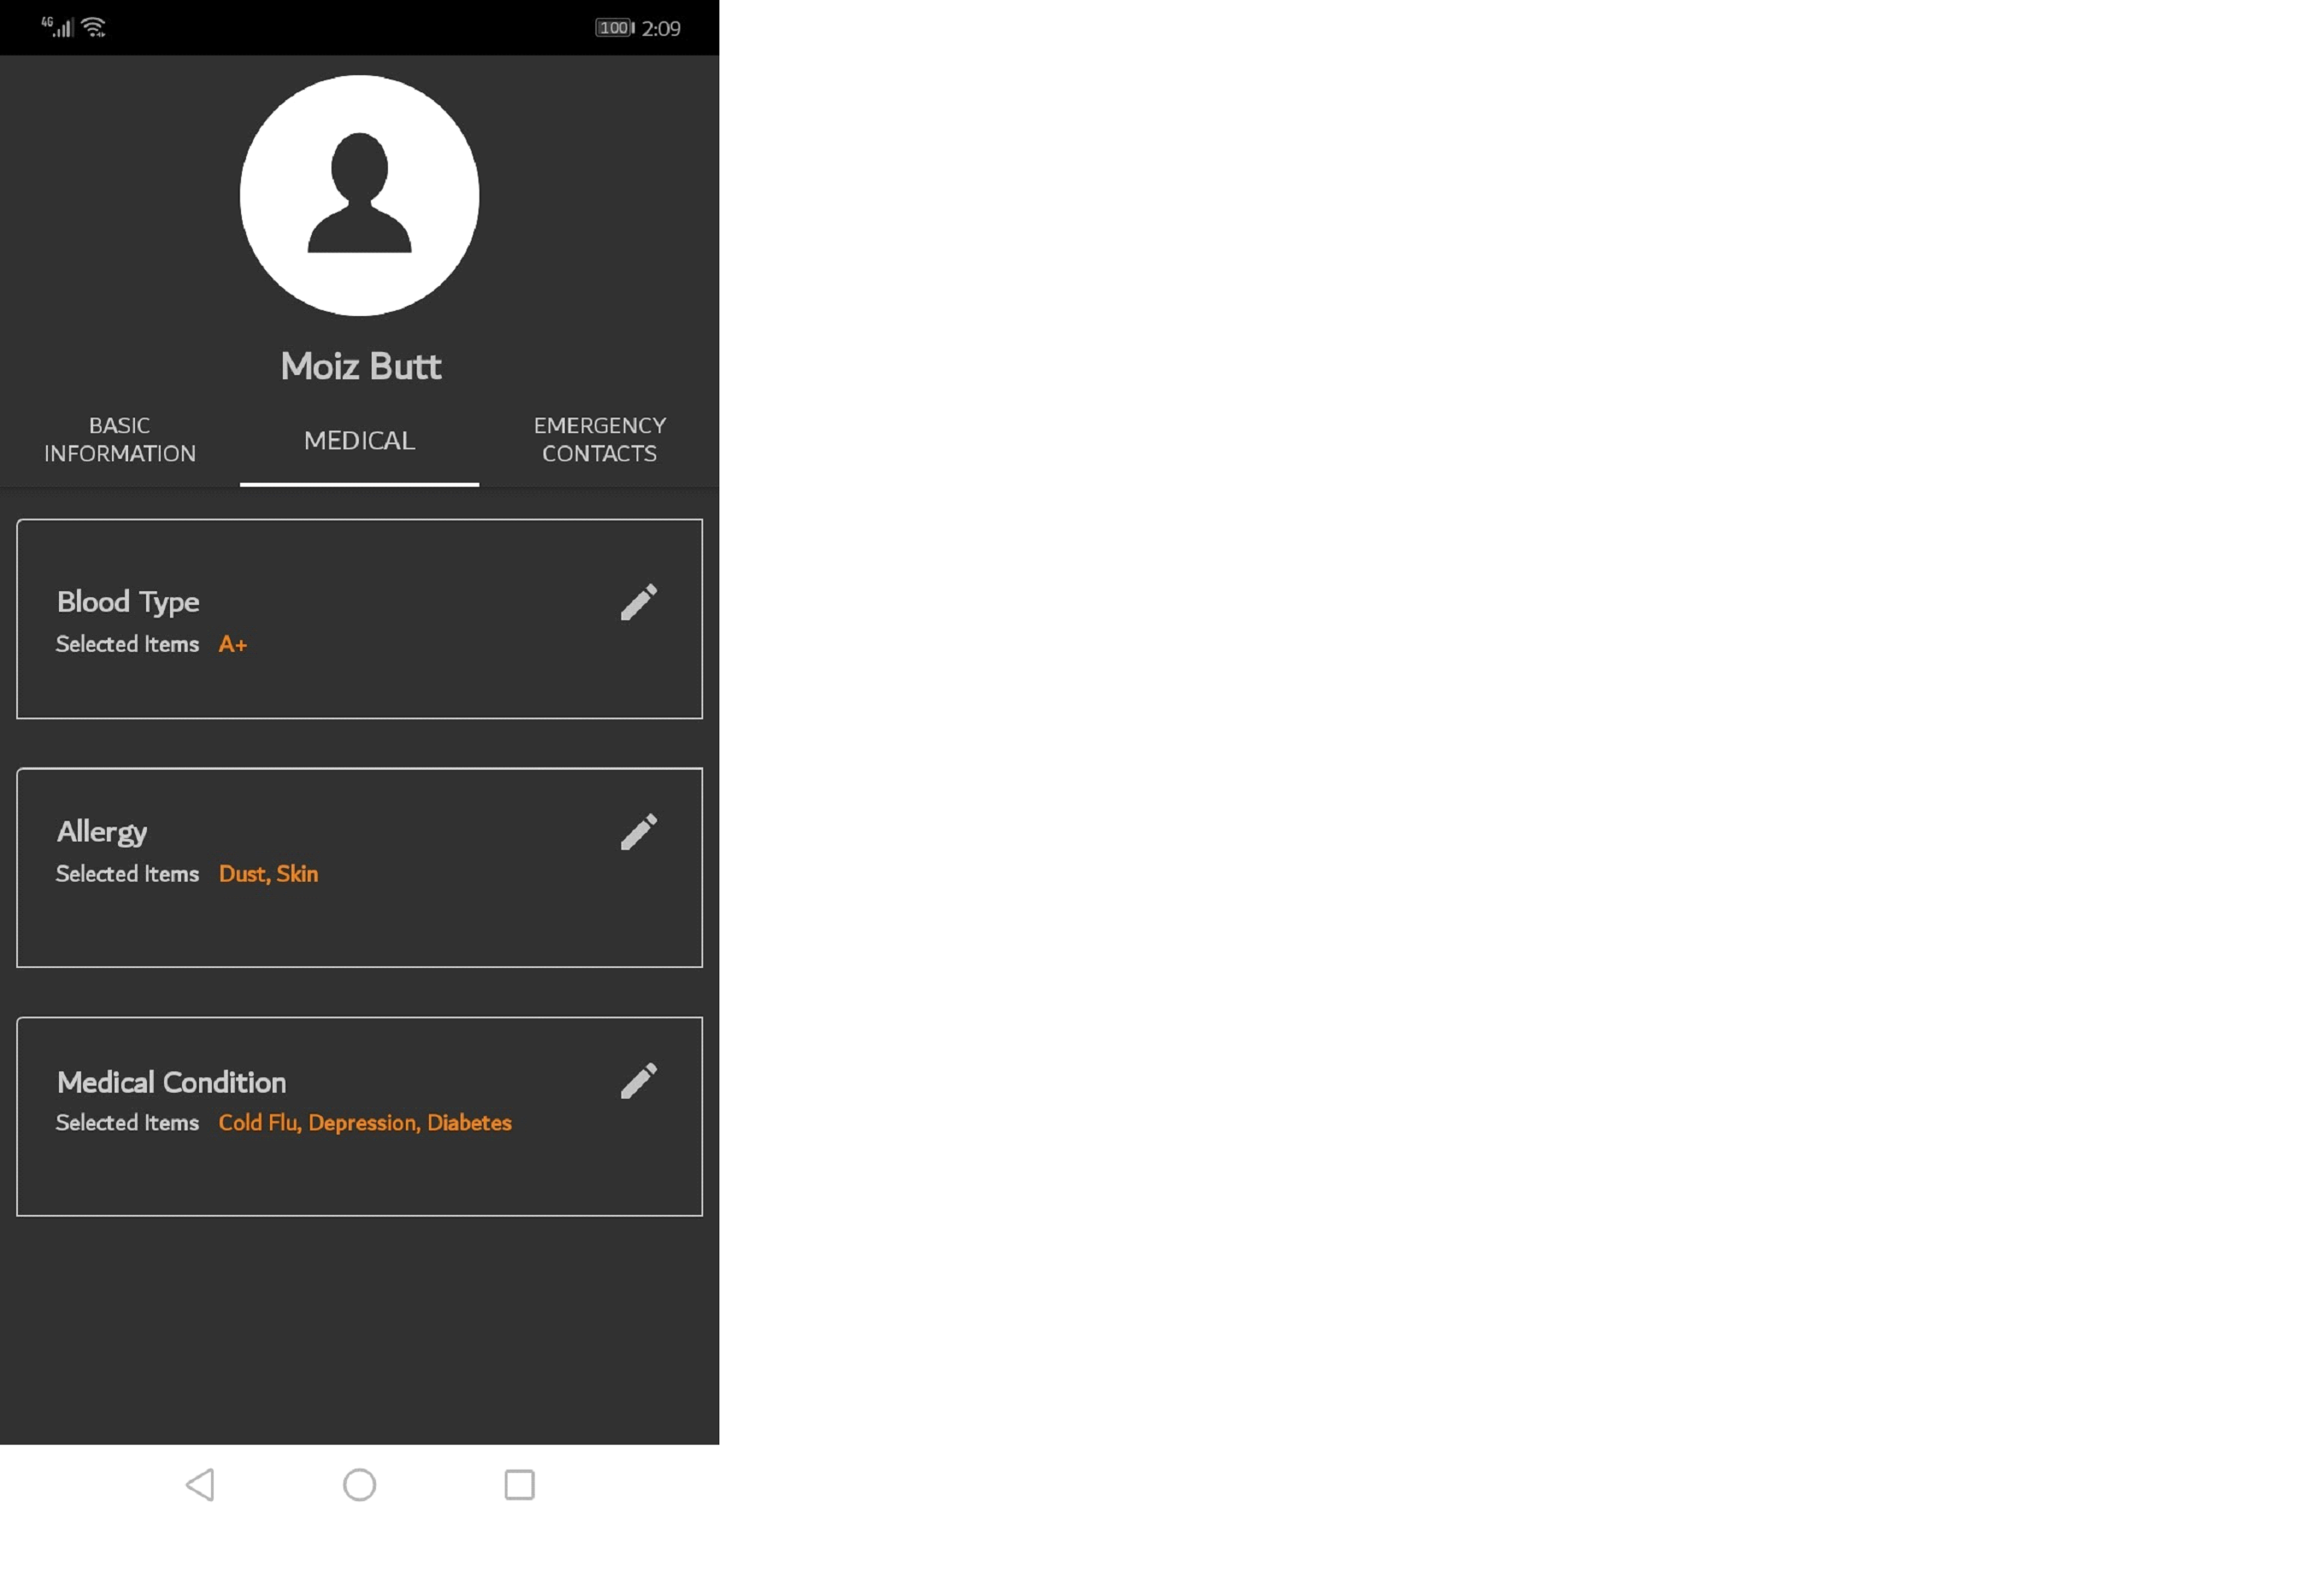 4G 100 2:09
Moiz Butt
BASIC INFORMATION
MEDICAL
EMERGENCY CONTACTS
Blood Type
Selected Items A+
Allergy
Selected Items Dust, Skin
Medical Condition
Selected Items Cold Flu, Depression, Diabetes